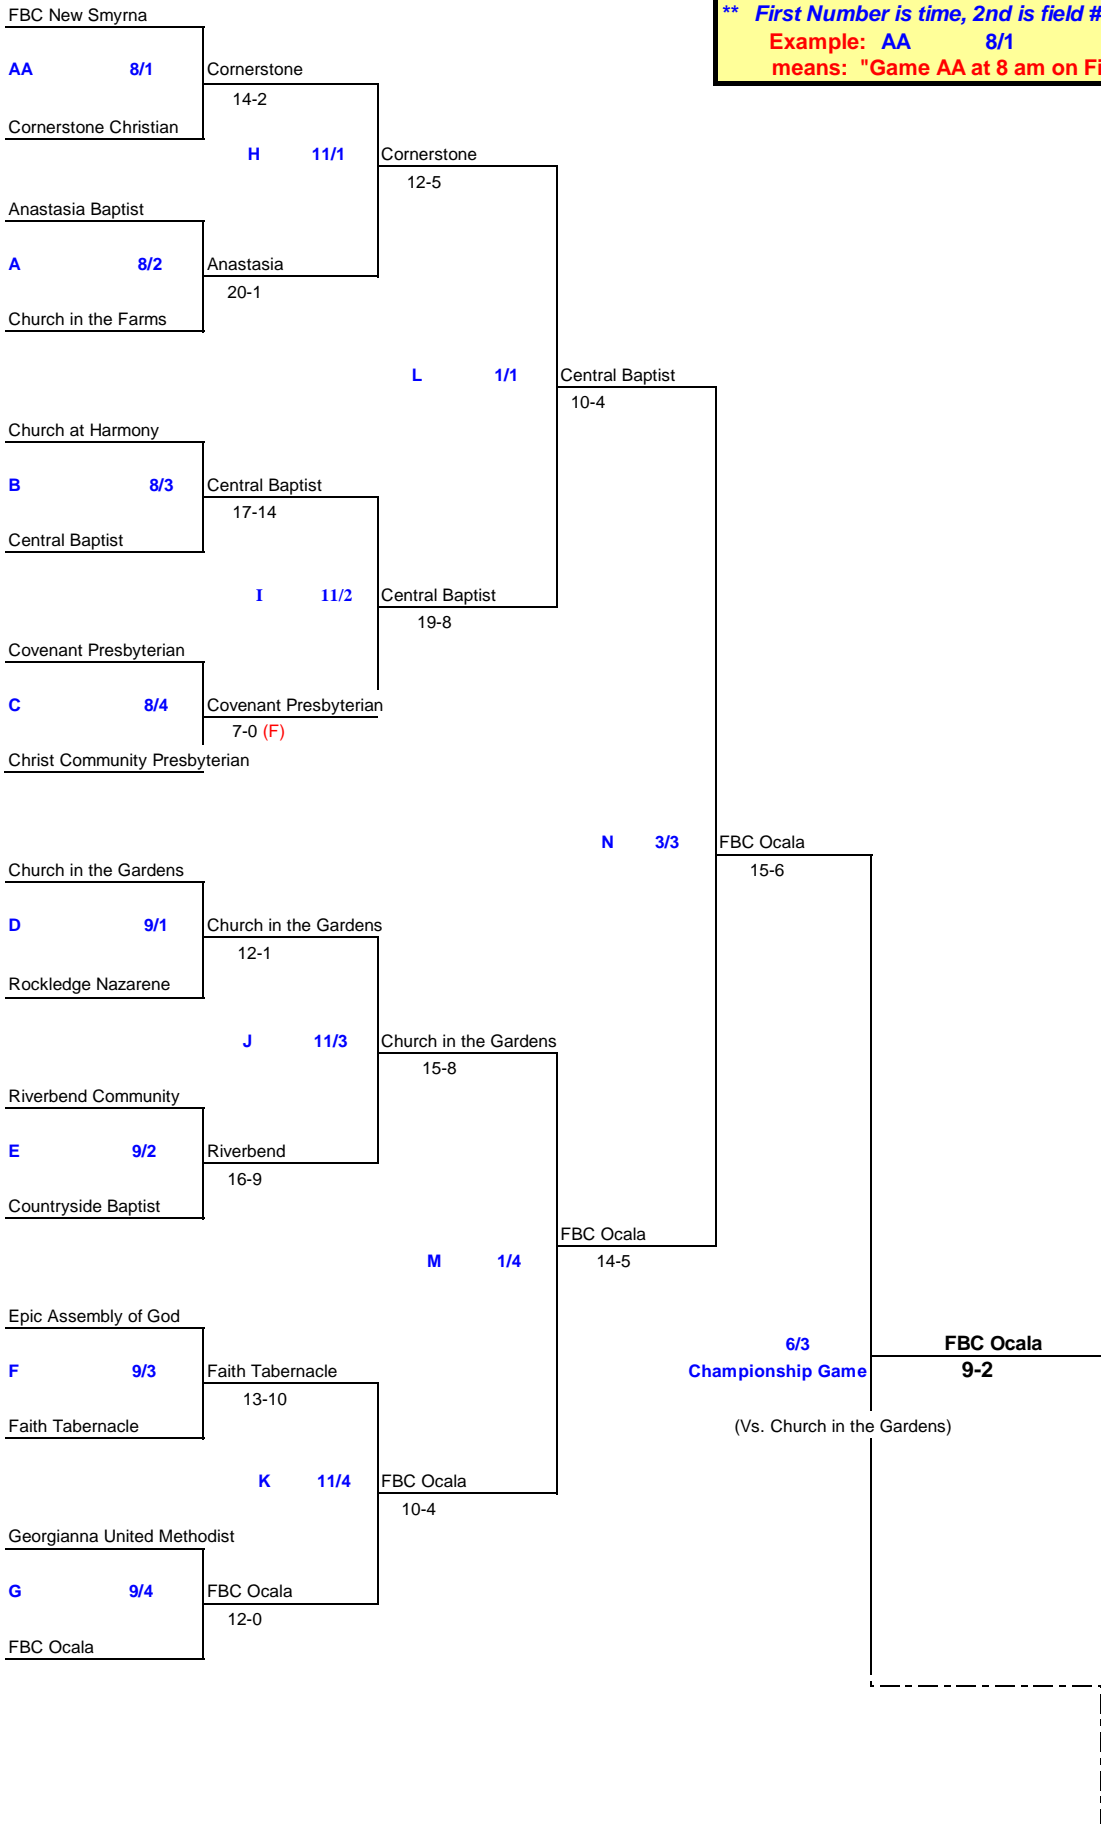 FBC New Smyrna
** First Number is time, 2nd is field #
Example: AA 8/1
means: "Game AA at 8 am on Fi
AA 8/1 Cornerstone
14-2
Cornerstone Christian
H 11/1 Cornerstone
12-5
Anastasia Baptist
A 8/2 Anastasia
20-1
Church in the Farms
L 1/1 Central Baptist
10-4
Church at Harmony
B 8/3 Central Baptist
17-14
Central Baptist
I 11/2 Central Baptist
19-8
Covenant Presbyterian
C 8/4 Covenant Presbyterian
7-0 (F)
Christ Community Presbyterian
N 3/3 FBC Ocala
15-6
Church in the Gardens
D 9/1 Church in the Gardens
12-1
Rockledge Nazarene
J 11/3 Church in the Gardens
15-8
Riverbend Community
E 9/2 Riverbend
16-9
Countryside Baptist
FBC Ocala
M 1/4 14-5
Epic Assembly of God
6/3 FBC Ocala
F 9/3 Faith Tabernacle
Championship Game 9-2
13-10
Faith Tabernacle
(Vs. Church in the Gardens)
K 11/4 FBC Ocala
10-4
Georgianna United Methodist
G 9/4 FBC Ocala
12-0
FBC Ocala